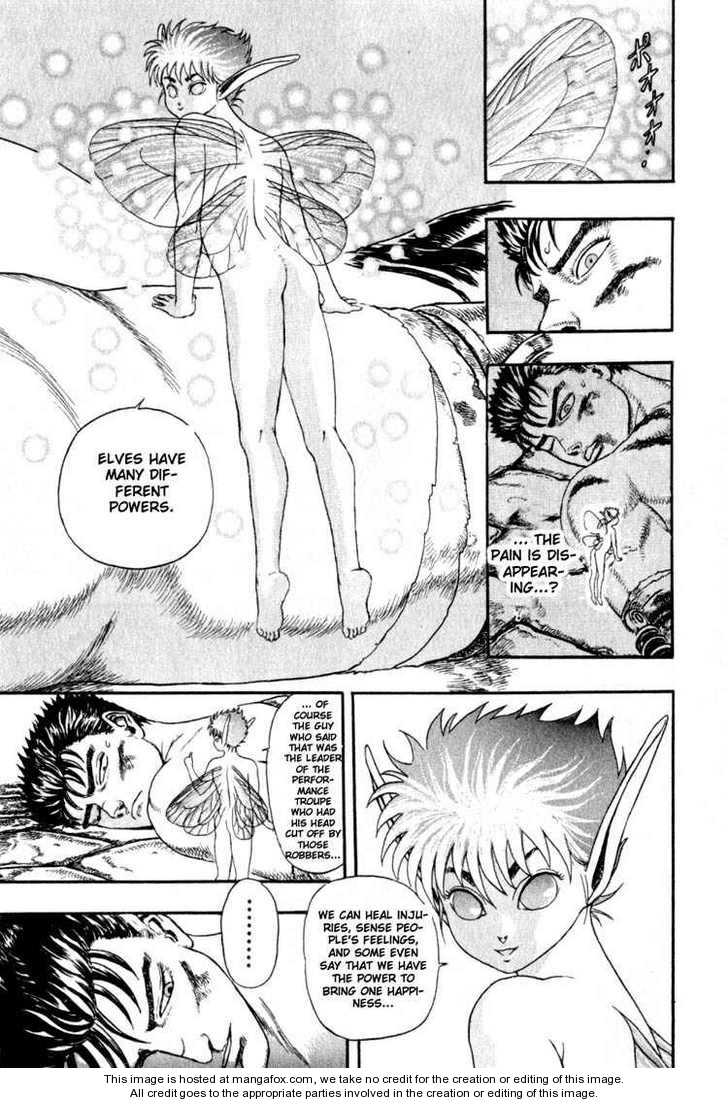 ポオオオ・
ELVES HAVE
MANY DIF-
FERENT
POWERS.
... THE
PAIN IS DIS-
APPEAR-
ING...?
WE CAN HEAL INJU-
RIES, SENSE PEO-
PLE'S FEELINGS,
AND SOME EVEN
SAY THAT WE HAVE
THE POWER TO
BRING ONE HAPPI-
NESS...
... OF
COURSE
THE GUY
WHO SAID
THAT WAS
THE LEADER
OF THE
PERFOR-
MANCE
TROUPE
WHO HAD
HIS HEAD
CUT OFF BY
THOSE
ROBBERS...
........
This image is hosted at mangafox.com, we take no credit for the creation or editing of this image.
All credit goes to the appropriate parties involved in the creation or editing of this image.